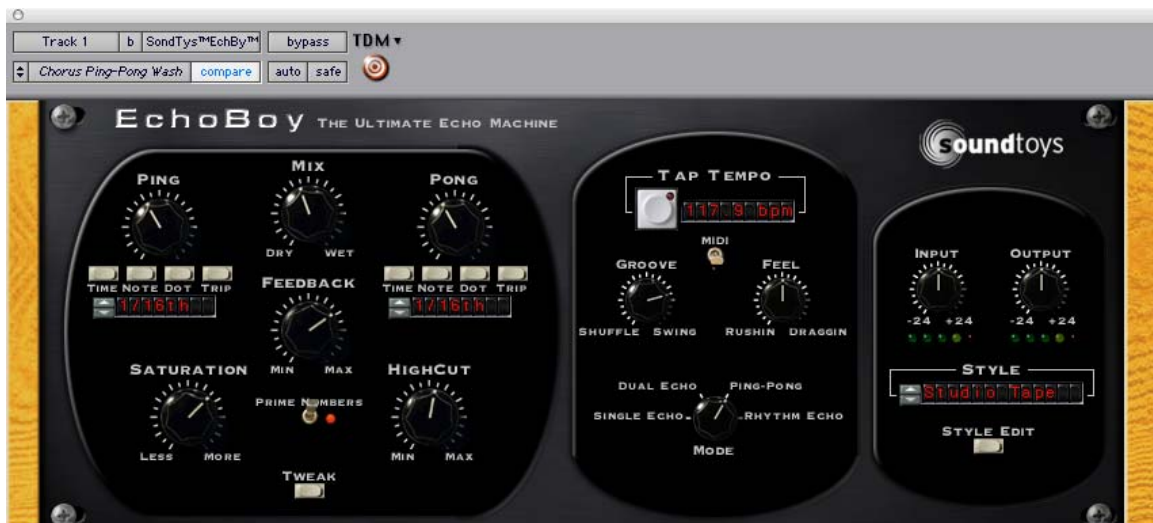 Track 1 b SondTys™EchBy™ bypass TDM
Chorus Ping-Pong Wash compare auto safe
EchoBoy The Ultimate Echo Machine
soundtoys
Ping
Mix
Pong
Dry Wet
Time Note Dot Trip
1/16th
Feedback
Min Max
Time Note Dot Trip
1/16th
Saturation
Less More
Prime Numbers
HighCut
Min Max
Tweak
Tap Tempo
117.9 bpm
MIDI
Groove
Shuffle Swing
Feel
Rushin Draggin
Dual Echo Ping-Pong
Single Echo Rhythm Echo
Mode
Input Output
-24 +24 -24 +24
Style
Studio Tape
Style Edit